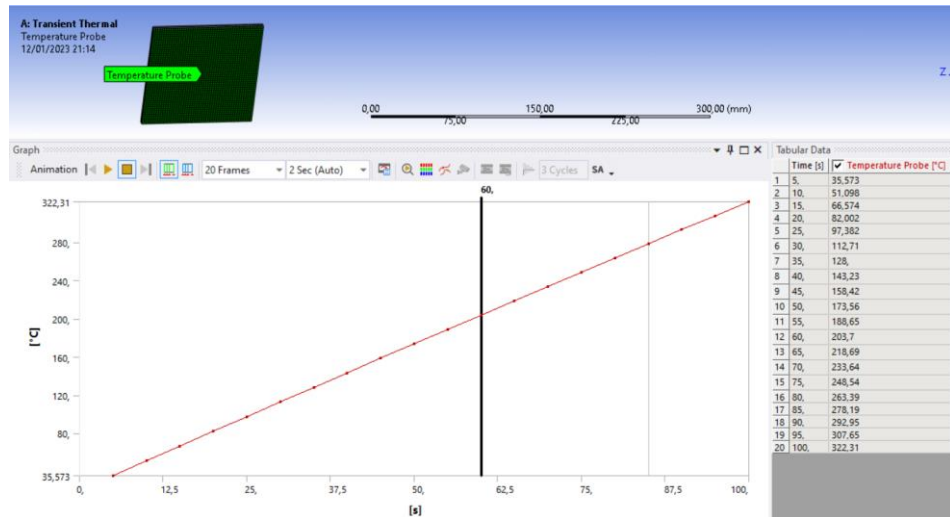 A: Transient Thermal
Temperature Probe
12/01/2023 21:14
Temperature Probe
Z
0,00 150,00 300,00 (mm)
75,00 225,00
Graph
Animation 20 Frames 2 Sec (Auto) 3 Cycles SA
60,
322,31
280,
240,
200,
160,
120,
80,
35,573
[°C]
0, 12,5 25, 37,5 50, 62,5 75, 87,5 100,
[s]
Tabular Data
Time [s] Temperature Probe [°C]
1 5, 35,573
2 10, 51,098
3 15, 66,574
4 20, 82,002
5 25, 97,382
6 30, 112,71
7 35, 128,
8 40, 143,23
9 45, 158,42
10 50, 173,56
11 55, 188,65
12 60, 203,7
13 65, 218,69
14 70, 233,64
15 75, 248,54
16 80, 263,39
17 85, 278,19
18 90, 292,95
19 95, 307,65
20 100, 322,31